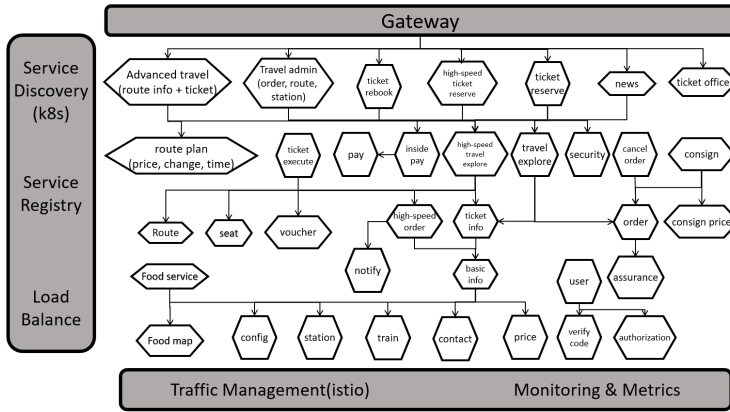 Gateway
Service
Discovery
(k8s)
Service
Registry
Load
Balance
Advanced travel
(route info + ticket)
Travel admin
(order, route,
station)
ticket
rebook
high-speed
ticket
reserve
ticket
reserve
news
ticket office
route plan
(price, change, time)
ticket
execute
pay
inside
pay
high-speed
travel
explore
travel
explore
security
cancel
order
consign
Route
seat
voucher
high-speed
order
ticket
info
order
consign price
notify
basic
info
user
assurance
Food service
Food map
config
station
train
contact
price
verify
code
authorization
Traffic Management(istio)
Monitoring & Metrics